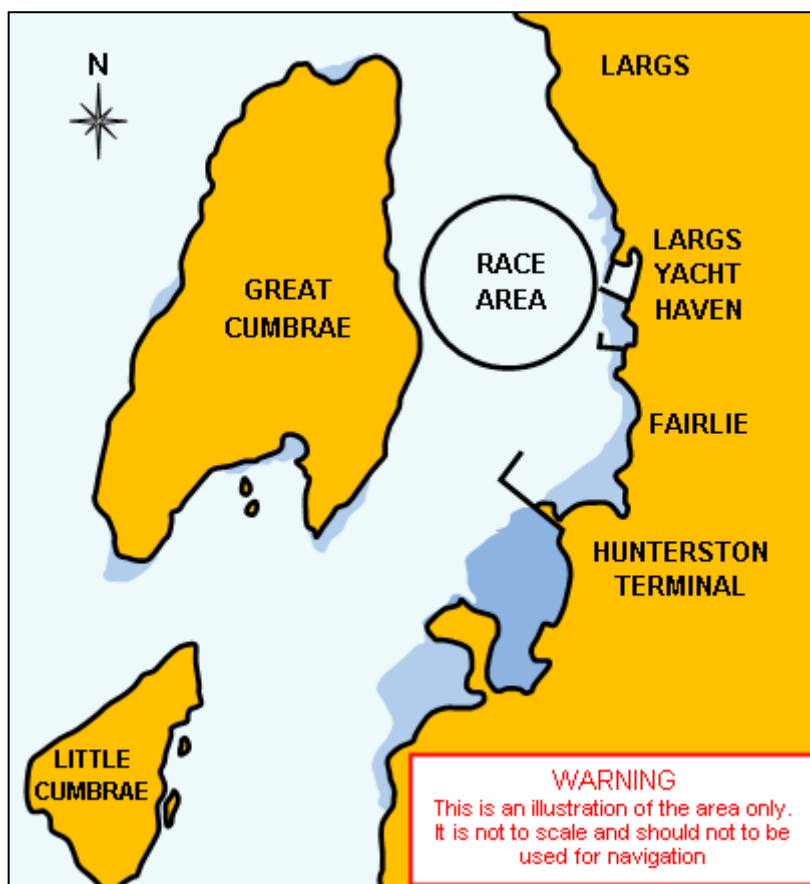 N
LARGS
LARGS
YACHT
HAVEN
RACE
AREA
GREAT
CUMBRAE
FAIRLIE
HUNTERSTON
TERMINAL
LITTLE
CUMBRAE
WARNING
This is an illustration of the area only.
It is not to scale and should not to be
used for navigation